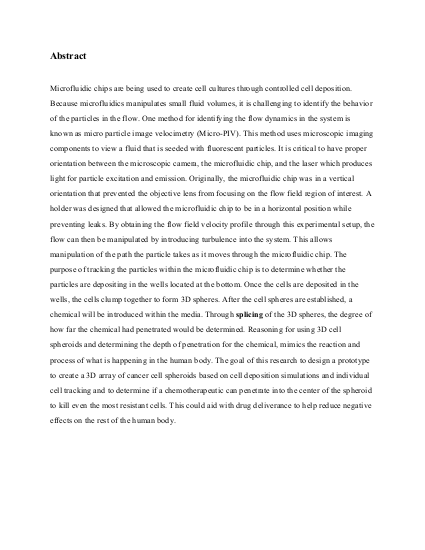 Abstract
Microfluidic chips are being used to create cell cultures through controlled cell deposition.
Because microfluidics manipulates small fluid volumes, it is challenging to identify the behavior
of the particles in the flow. One method for identifying the flow dynamics in the system is
known as micro particle image velocimetry (Micro-PIV). This method uses microscopic imaging
components to view a fluid that is seeded with fluorescent particles. It is critical to have proper
orientation between the microscopic camera, the microfluidic chip, and the laser which produces
light for particle excitation and emission. Originally, the microfluidic chip was in a vertical
orientation that prevented the objective lens from focusing on the flow field region of interest. A
holder was designed that allowed the microfluidic chip to be in a horizontal position while
preventing leaks. By obtaining the flow field velocity profile through this experimental setup, the
flow can then be manipulated by introducing turbulence into the system. This allows
manipulation of the path the particle takes as it moves through the microfluidic chip. The
purpose of tracking the particles within the microfluidic chip is to determine whether the
particles are depositing in the wells located at the bottom. Once the cells are deposited in the
wells, the cells clump together to form 3D spheres. After the cell spheres are established, a
chemical will be introduced within the media. Through splicing of the 3D spheres, the degree of
how far the chemical had penetrated would be determined. Reasoning for using 3D cell
spheroids and determining the depth of penetration for the chemical, mimics the reaction and
process of what is happening in the human body. The goal of this research to design a prototype
to create a 3D array of cancer cell spheroids based on cell deposition simulations and individual
cell tracking and to determine if a chemotherapeutic can penetrate into the center of the spheroid
to kill even the most resistant cells. This could aid with drug deliverance to help reduce negative
effects on the rest of the human body.